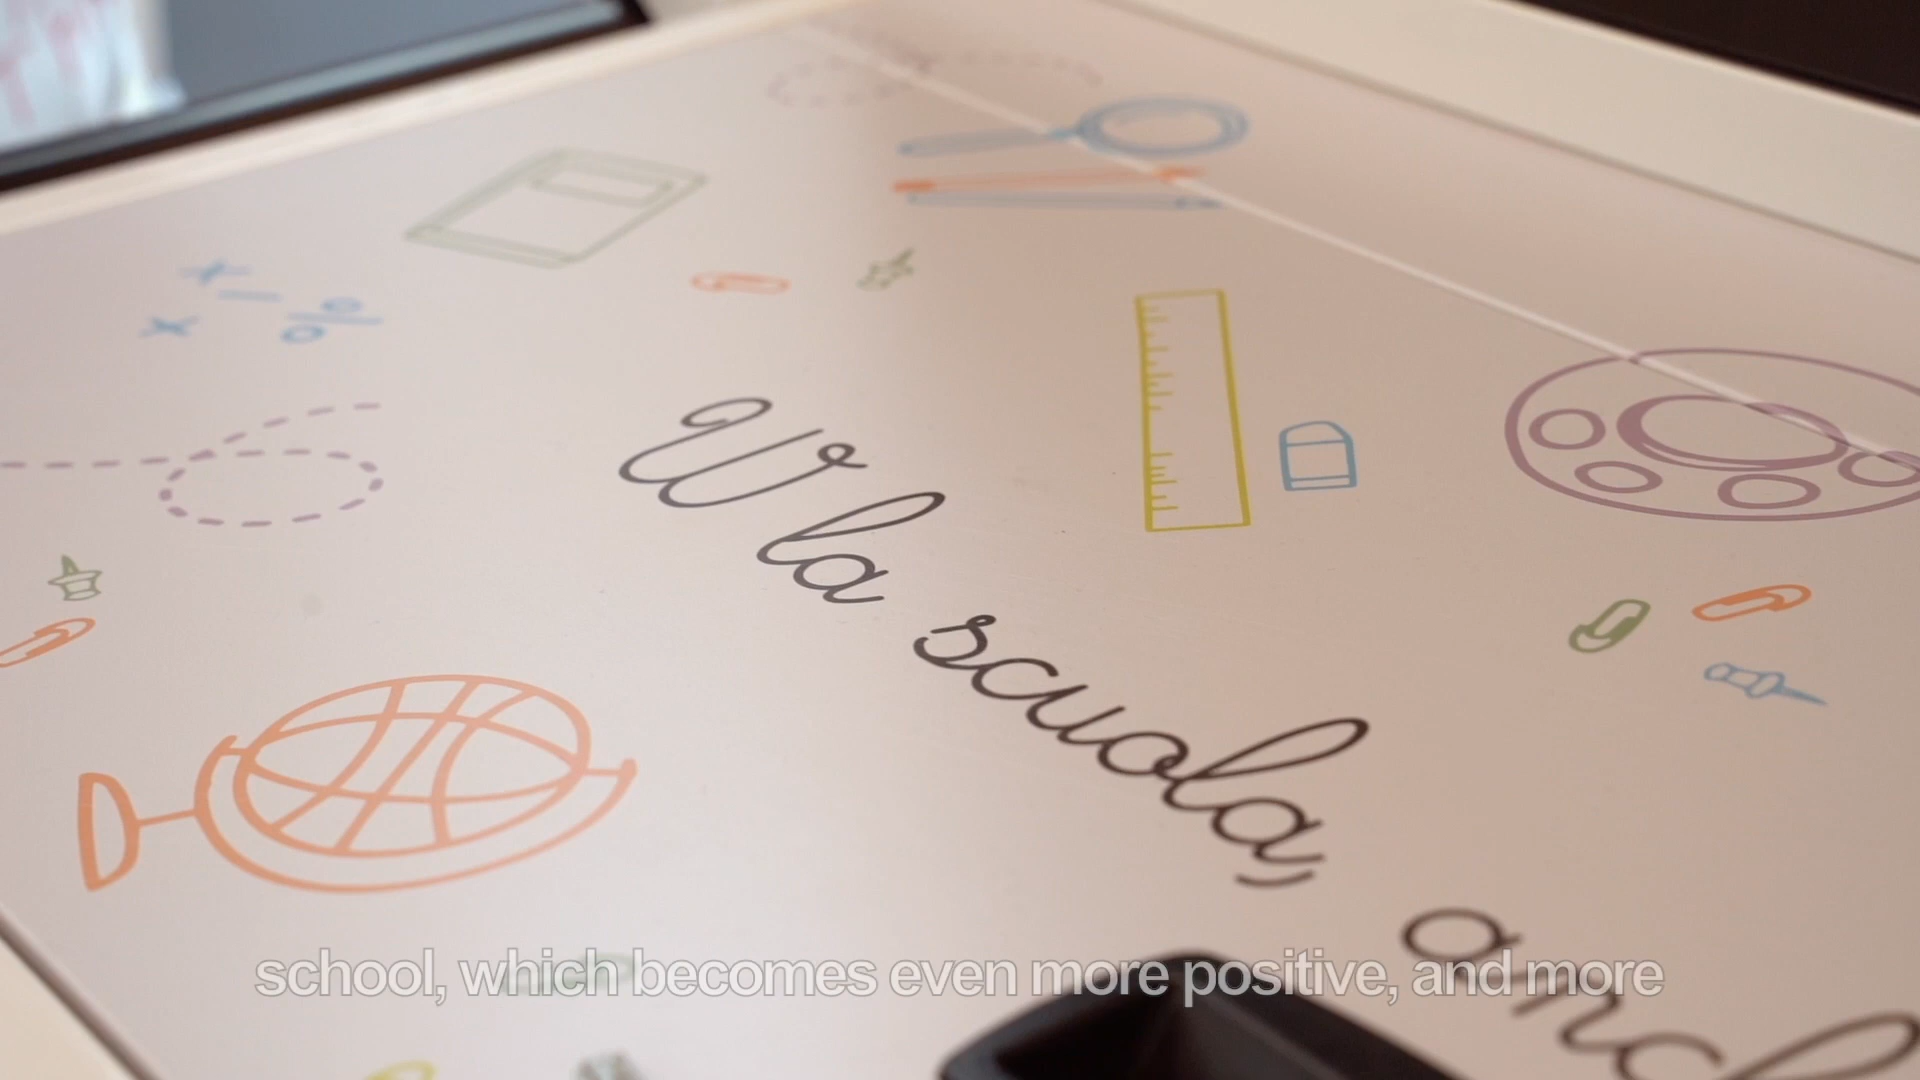 W la scuola,
school, which becomes even more positive, and more